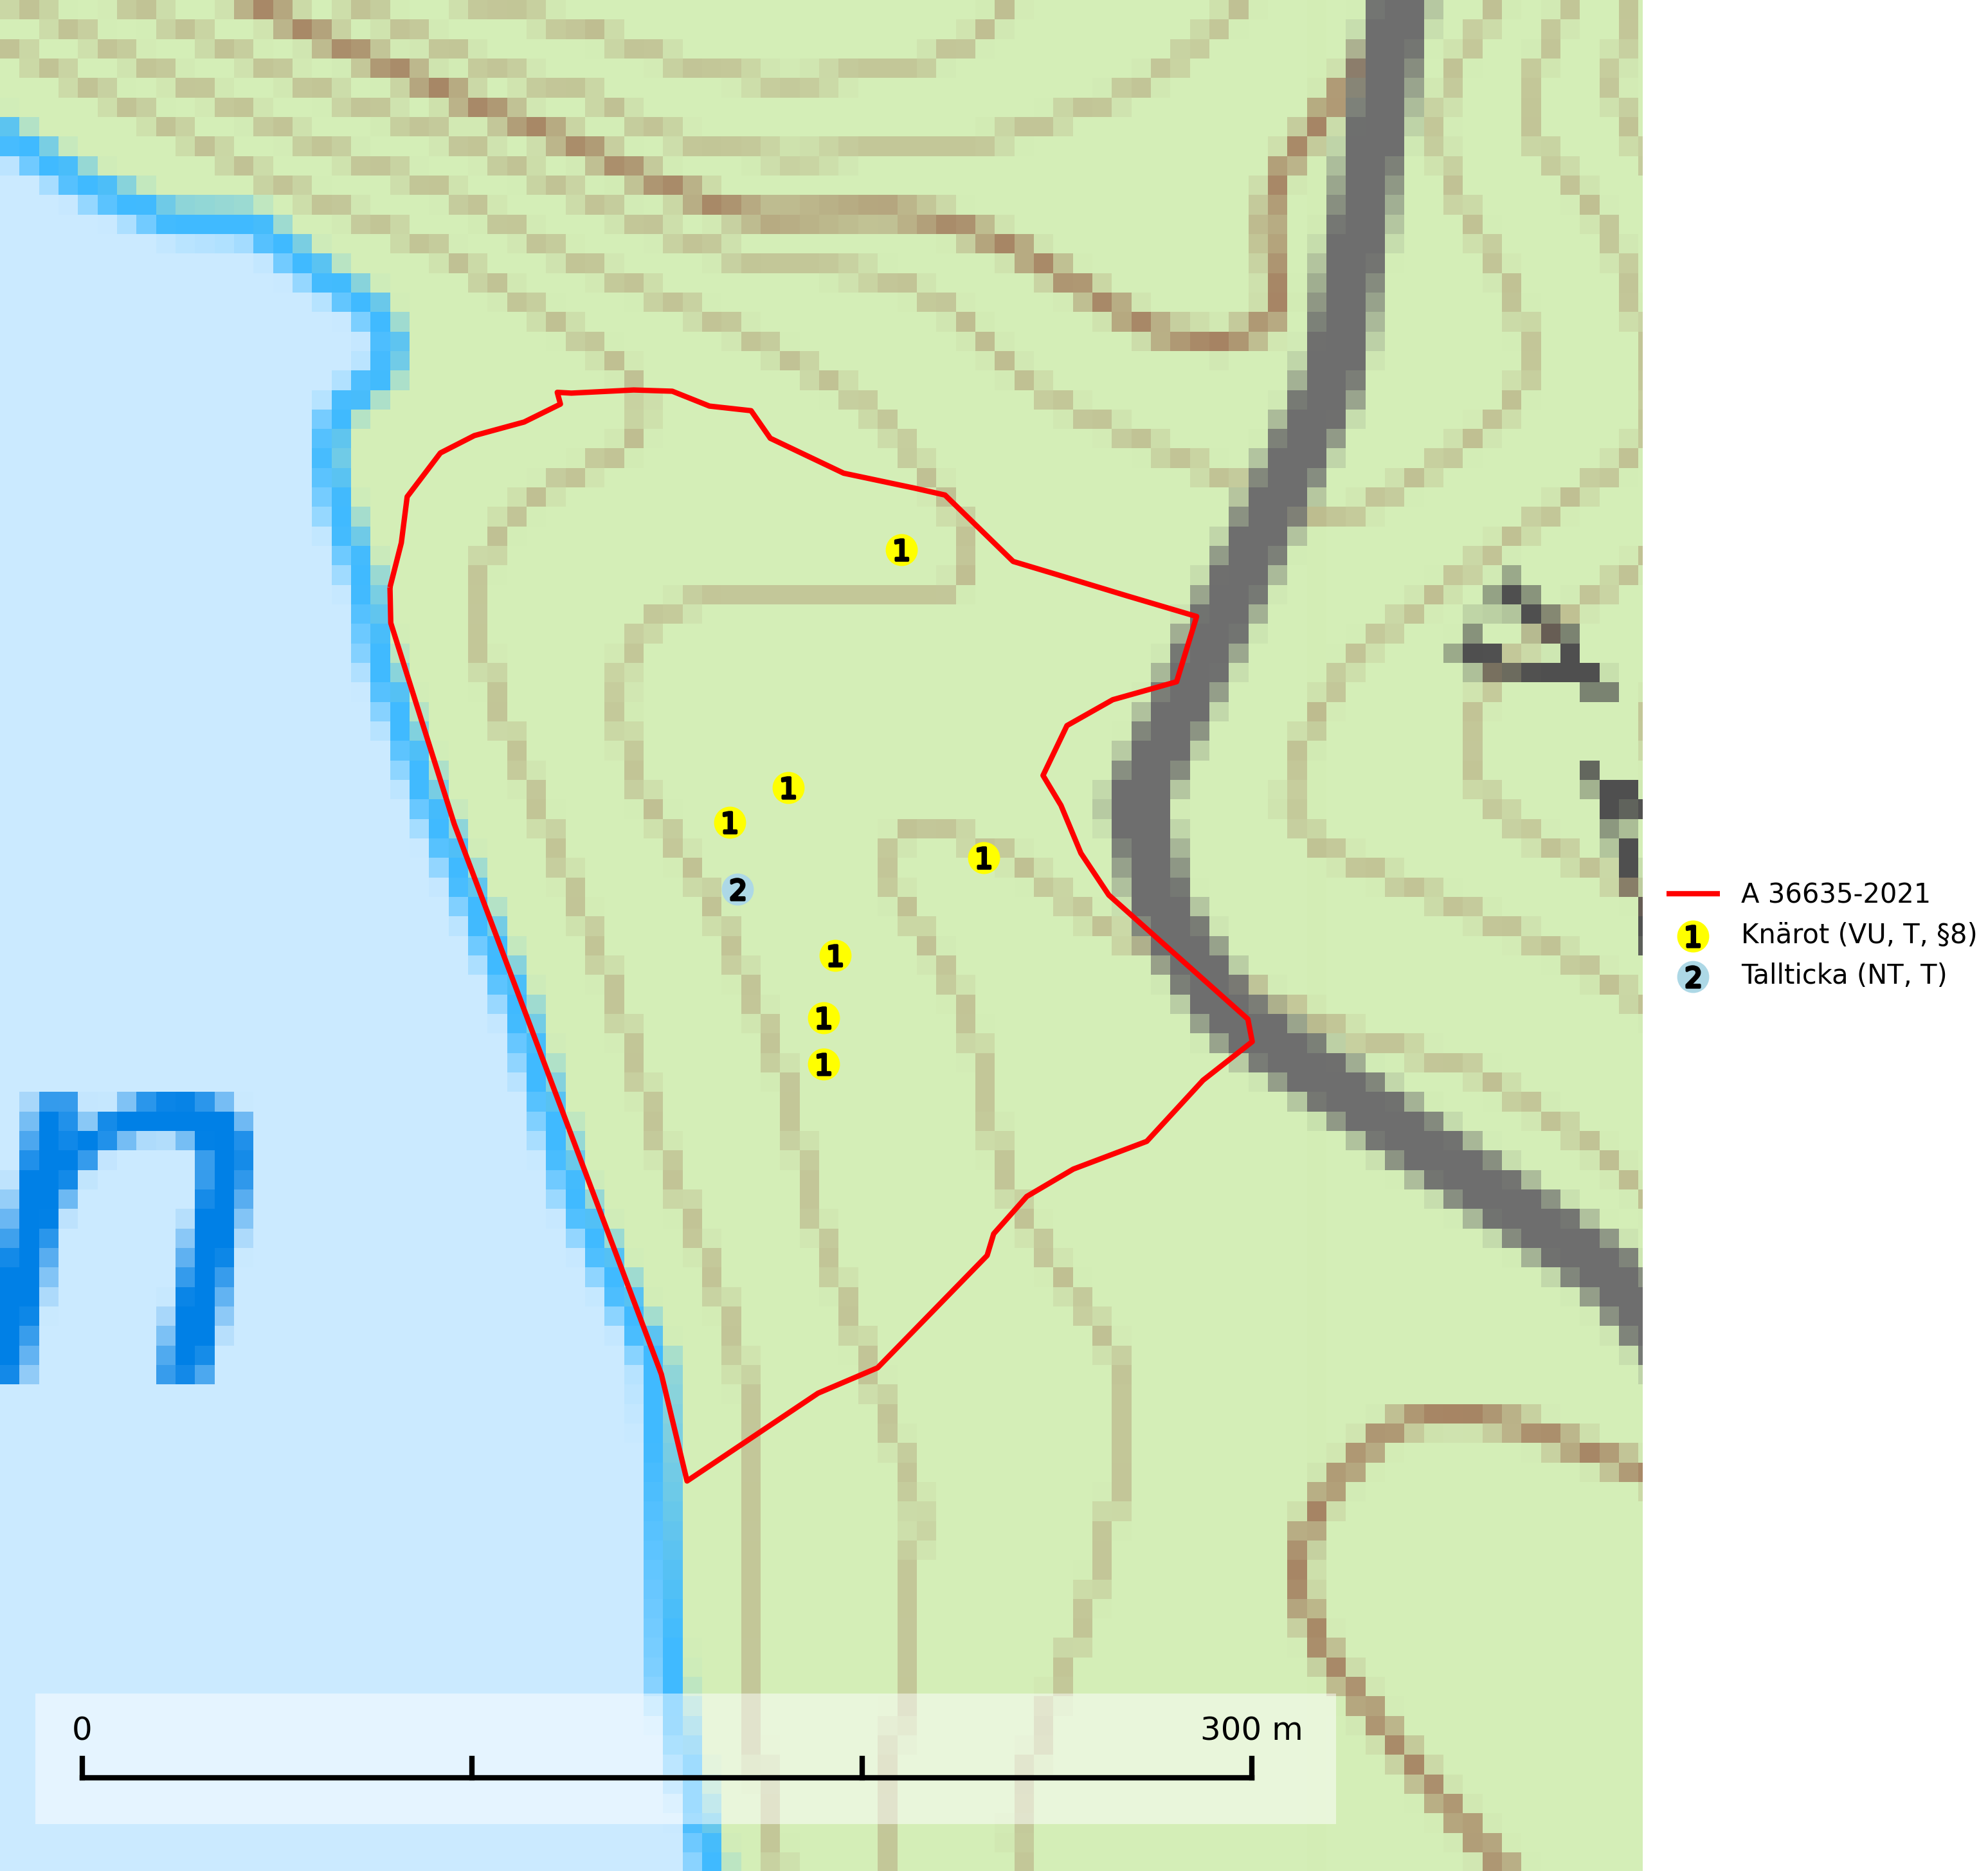 1
1
1
1
2
1
1
1
n
0 300 m
A 36635-2021
1 Knärot (VU, T, §8)
2 Tallticka (NT, T)